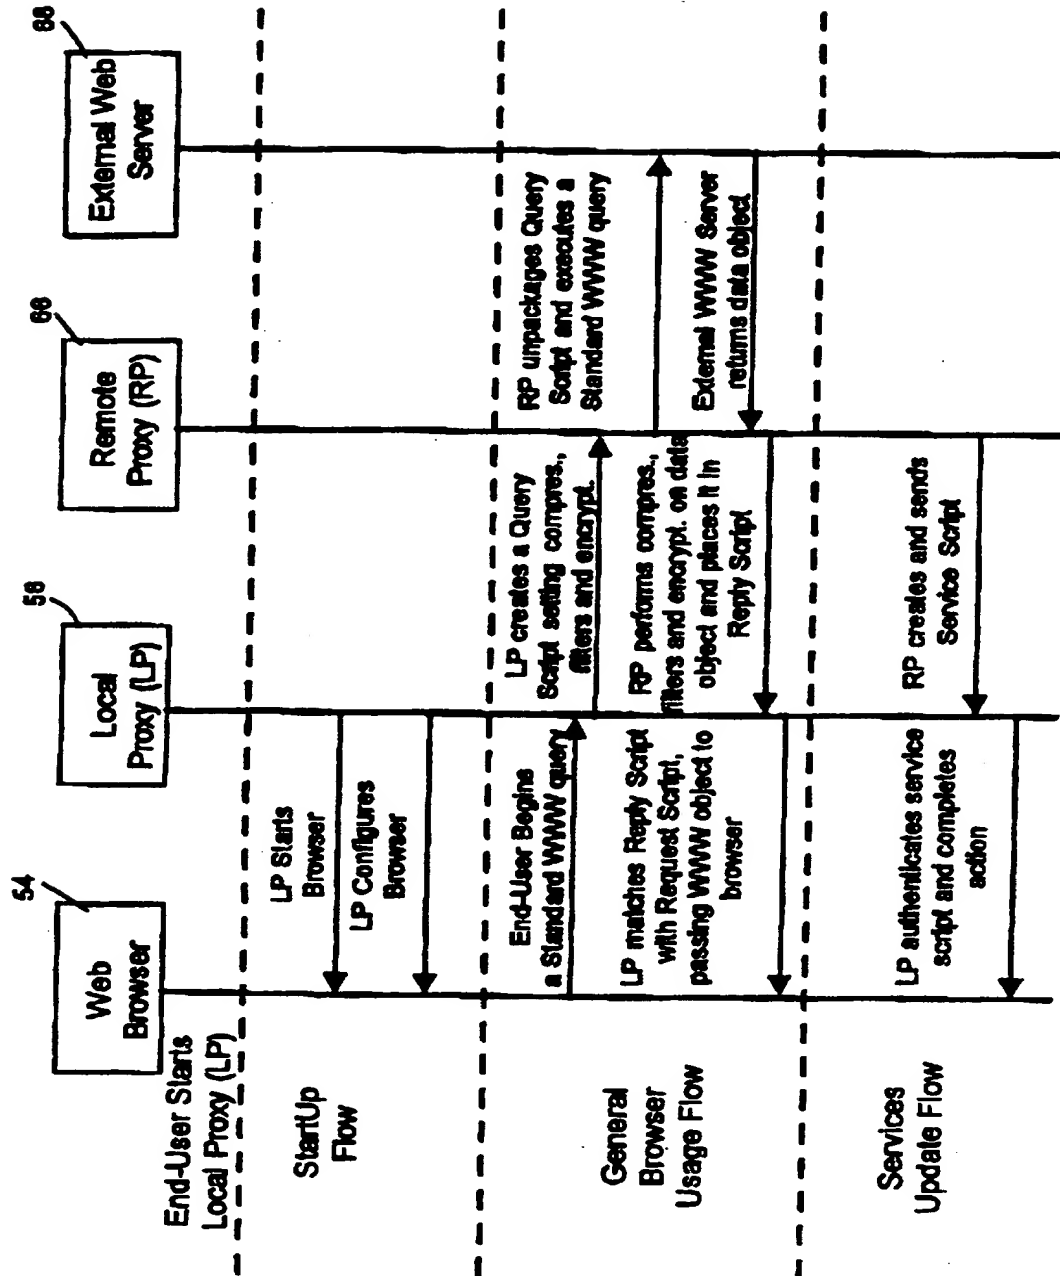 54
Web
Browser
56
Local
Proxy (LP)
66
Remote
Proxy (RP)
68
External Web
Server
End-User Starts
Local Proxy (LP)
StartUp
Flow
LP Starts
Browser
LP Configures
Browser
General
Browser
Usage Flow
End-User Begins
a Standard WWW query
LP creates a Query
Script setting compres.,
filters and encrypt.
RP unpackages Query
Script and executes a
Standard WWW query
External WWW Server
returns data object
RP performs compres.,
filters and encrypt. on data
object and places it in
Reply Script
LP matches Reply Script
with Request Script,
passing WWW object to
browser
Services
Update Flow
RP creates and sends
Service Script
LP authenticates service
script and completes
action